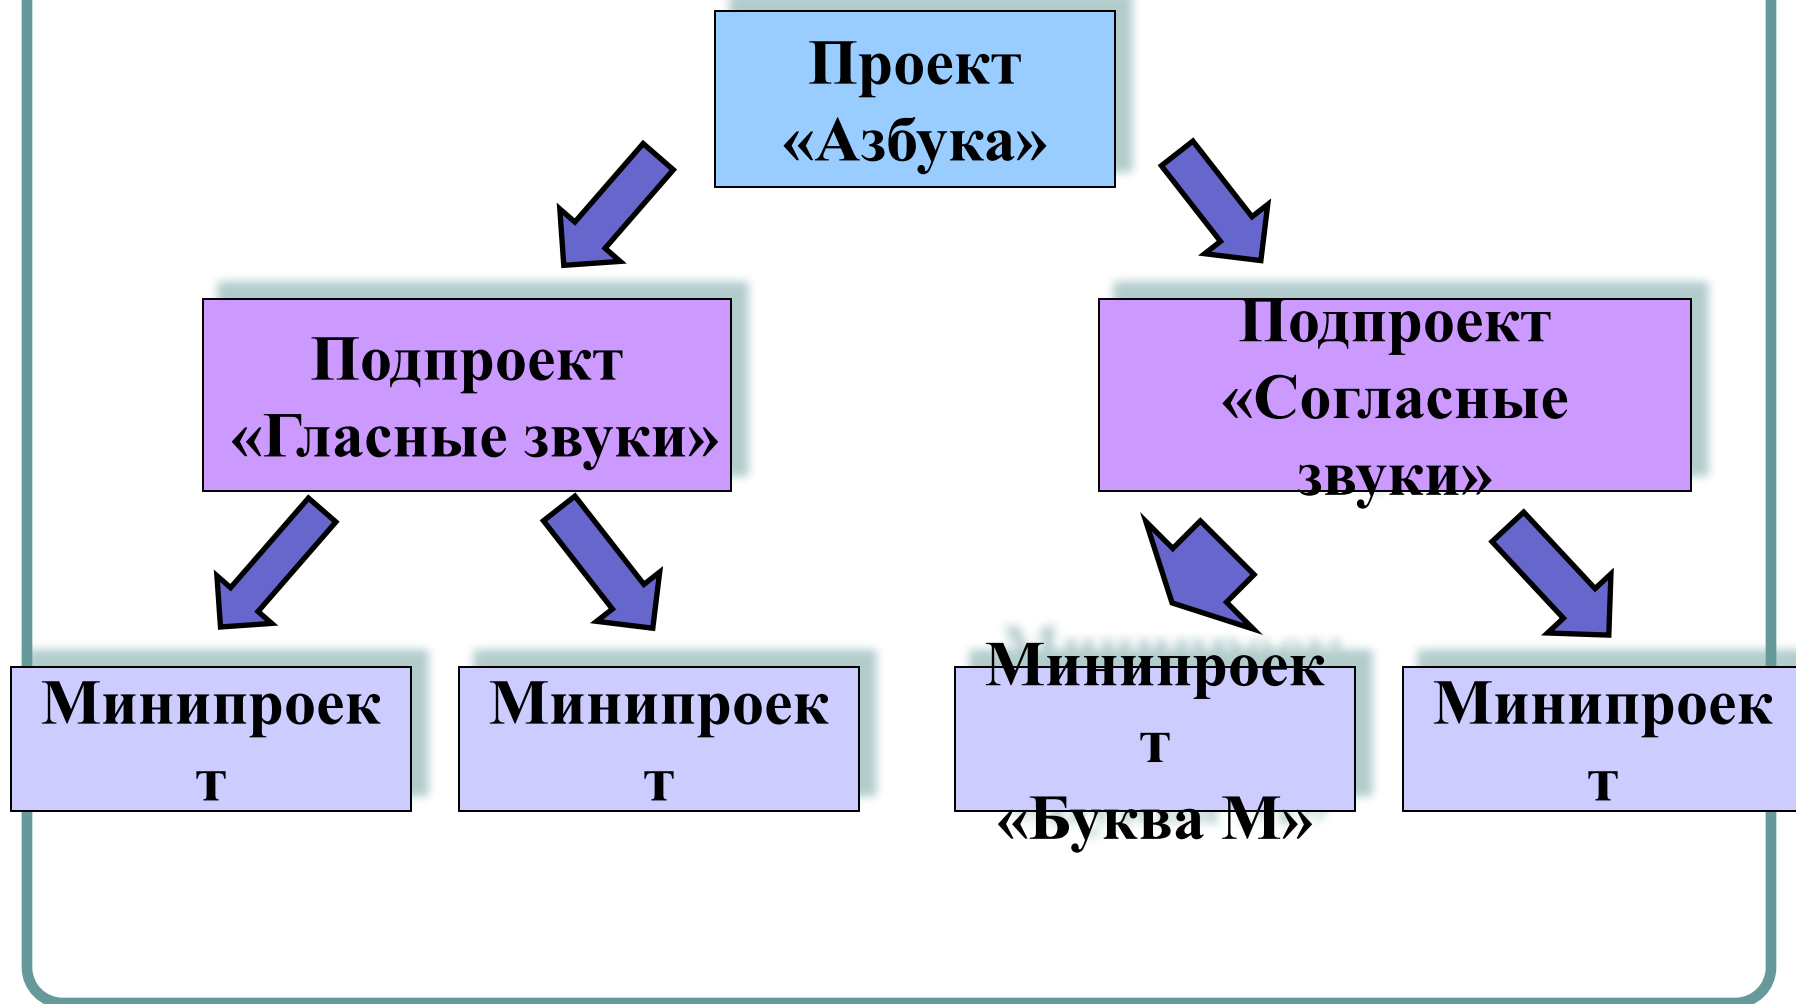 Проект
«Азбука»
Подпроект
«Гласные звуки»
Подпроект
«Согласные
звуки»
Минипроек
т
Минипроек
т
Минипроек
т
«Буква М»
Минипроек
т